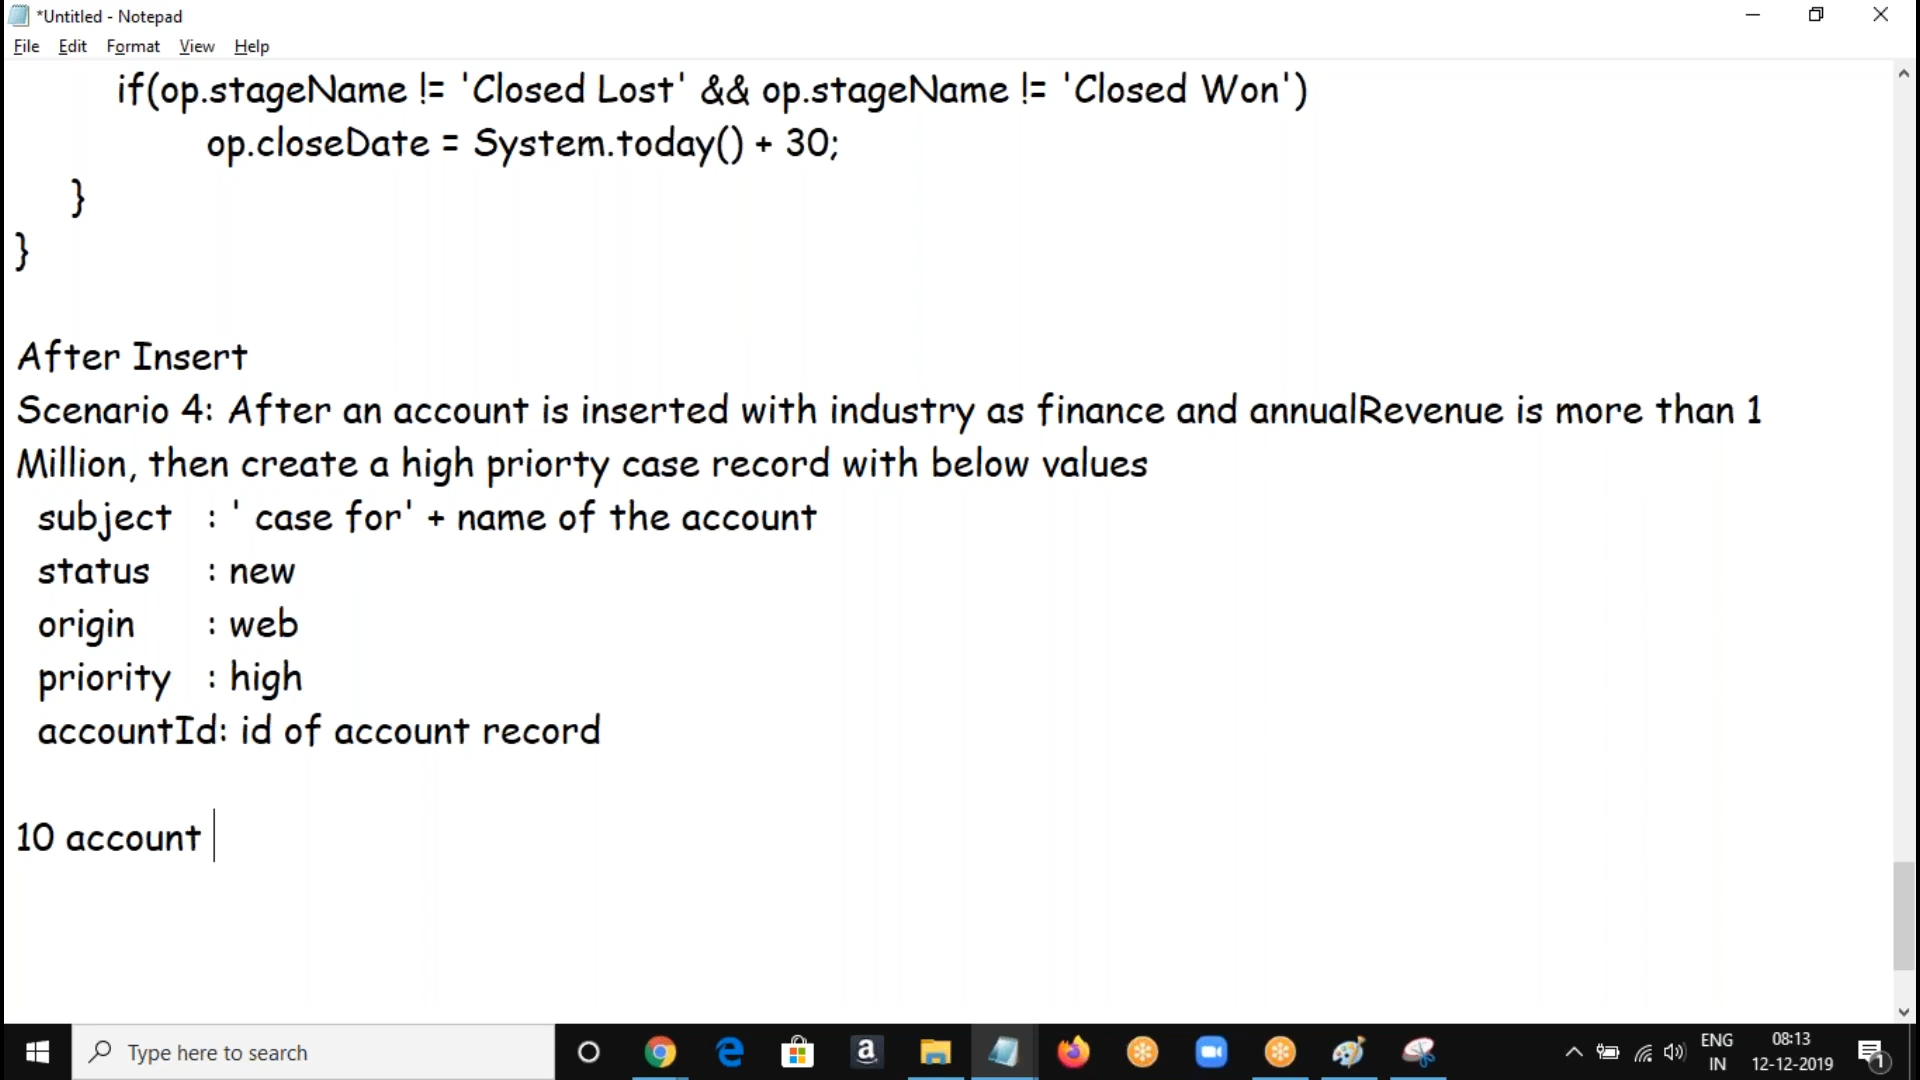 *Untitled - Notepad
File Edit Format View Help
if(op.stageName != 'Closed Lost' && op.stageName != 'Closed Won')
op.closeDate = System.today() + 30;
}
}
After Insert
Scenario 4: After an account is inserted with industry as finance and annualRevenue is more than 1
Million, then create a high priorty case record with below values
subject : ' case for' + name of the account
status : new
origin : web
priority : high
accountId: id of account record
10 account
Type here to search
ENG
IN
08:13
12-12-2019
1